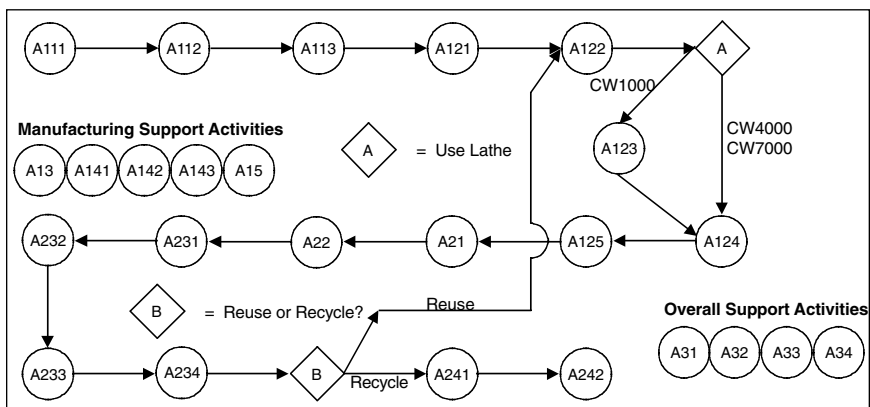 A111 A112 A113 A121 A122 A
CW1000
Manufacturing Support Activities
CW4000
CW7000
A = Use Lathe
A123
A13 A141 A142 A143 A15
A232 A231 A22 A21 A125 A124
Reuse
B = Reuse or Recycle?
Overall Support Activities
A31 A32 A33 A34
A233 A234 B Recycle A241 A242